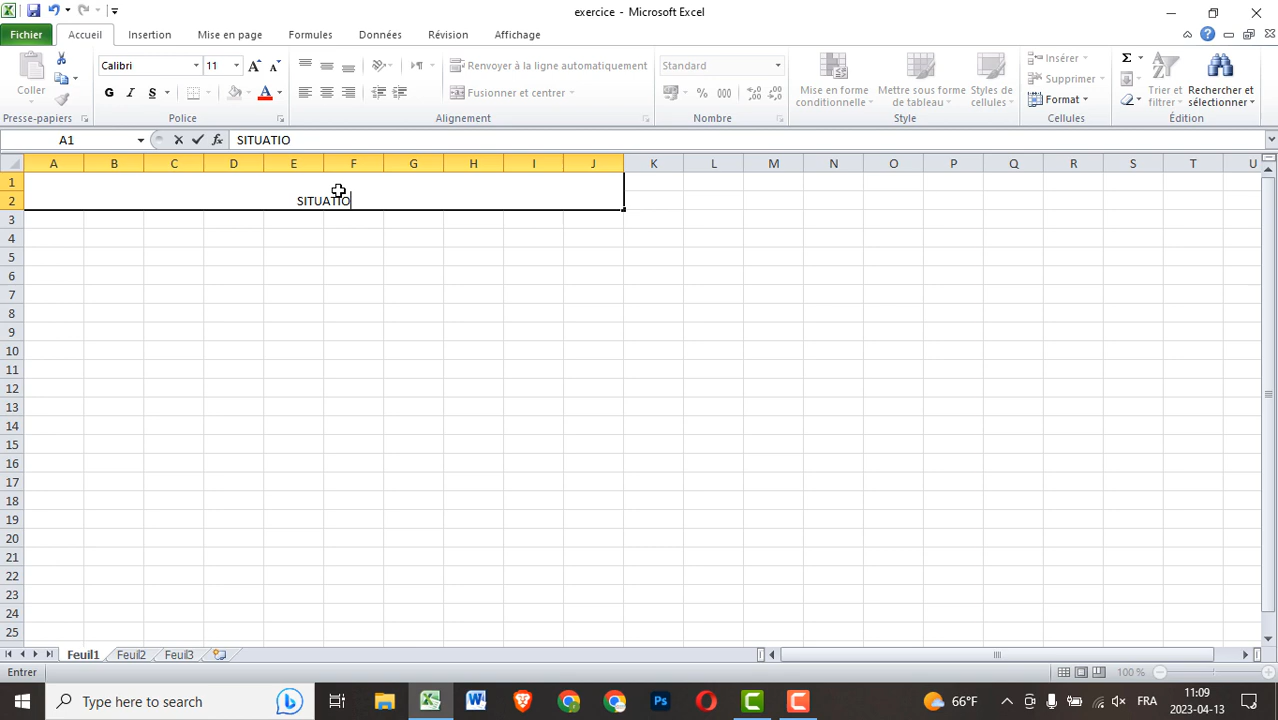 exercice - Microsoft Excel
Fichier Accueil Insertion Mise en page Formules Données Révision Affichage
Coller
Calibri 11
G I S
Renvoyer à la ligne automatiquement
Fusionner et centrer
Standard
% 000
Mise en forme conditionnelle
Mettre sous forme de tableau
Styles de cellules
Insérer
Supprimer
Format
Σ
Trier et filtrer
Rechercher et sélectionner
Presse-papiers Police Alignement Nombre Style Cellules Édition
A1 fx SITUATIO
A B C D E F G H I J K L M N O P Q R S T U
1
2 SITUATIO
3
4
5
6
7
8
9
10
11
12
13
14
15
16
17
18
19
20
21
22
23
24
25
Feuil1 Feuil2 Feuil3
Entrer 100 %
Type here to search 66°F FRA 11:09
2023-04-13